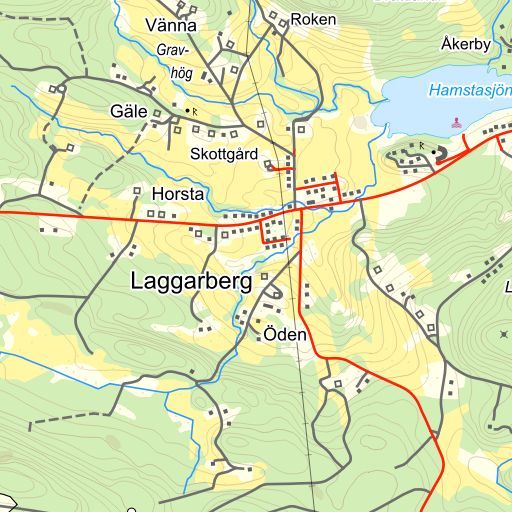 Vänna
Roken
Grav-
hög
Åkerby
Hamstasjön
Gäle
R
R
Skottgård
Horsta
Laggarberg
Öden
L